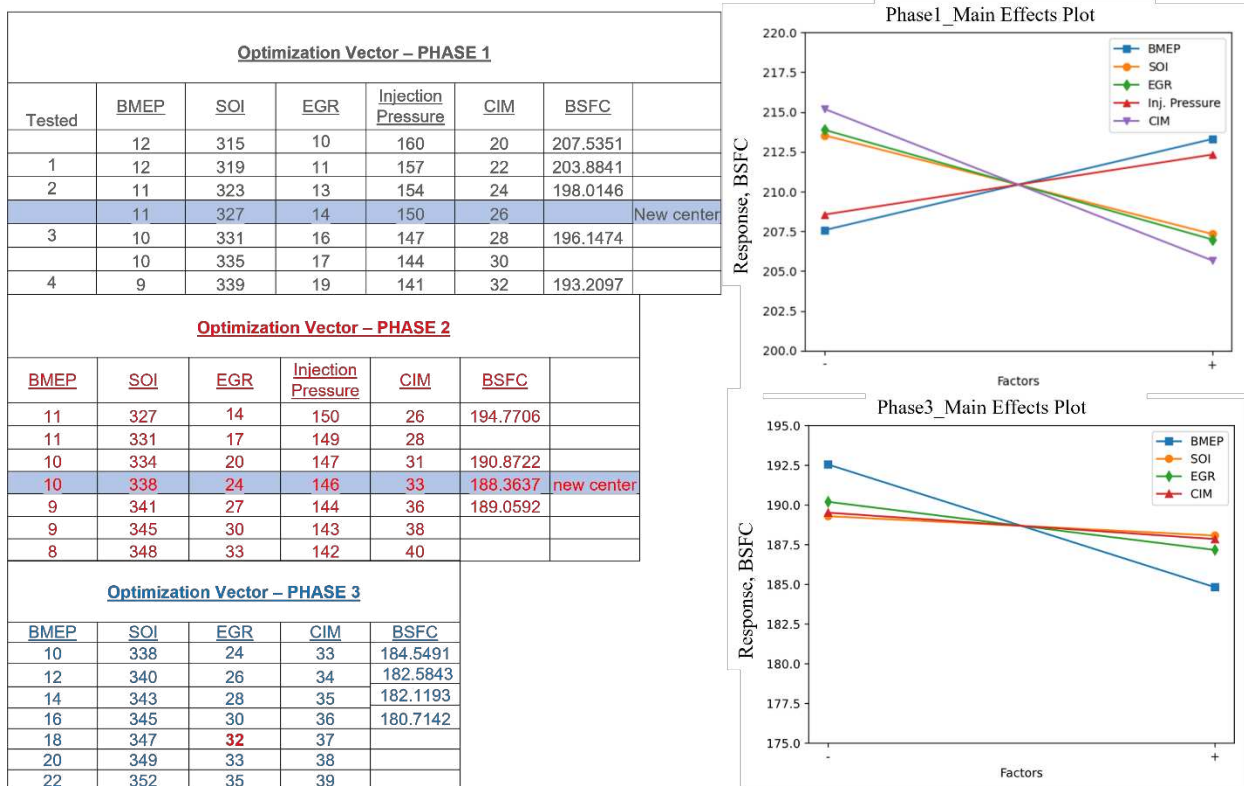 Optimization Vector – PHASE 1
Tested BMEP SOI EGR Injection Pressure CIM BSFC
12 315 10 160 20 207.5351
1 12 319 11 157 22 203.8841
2 11 323 13 154 24 198.0146
11 327 14 150 26 New center
3 10 331 16 147 28 196.1474
10 335 17 144 30
4 9 339 19 141 32 193.2097
Optimization Vector – PHASE 2
BMEP SOI EGR Injection Pressure CIM BSFC
11 327 14 150 26 194.7706
11 331 17 149 28
10 334 20 147 31 190.8722
10 338 24 146 33 188.3637 new center
9 341 27 144 36 189.0592
9 345 30 143 38
8 348 33 142 40
Optimization Vector – PHASE 3
BMEP SOI EGR CIM BSFC
10 338 24 33 184.5491
12 340 26 34 182.5843
14 343 28 35 182.1193
16 345 30 36 180.7142
18 347 32 37
20 349 33 38
22 352 35 39
Phase1_Main Effects Plot
220.0
217.5
215.0
212.5
210.0
207.5
205.0
202.5
200.0
Response, BSFC
BMEP
SOI
EGR
Inj. Pressure
CIM
- +
Factors
Phase3_Main Effects Plot
195.0
192.5
190.0
187.5
185.0
182.5
180.0
177.5
175.0
Response, BSFC
BMEP
SOI
EGR
CIM
- +
Factors